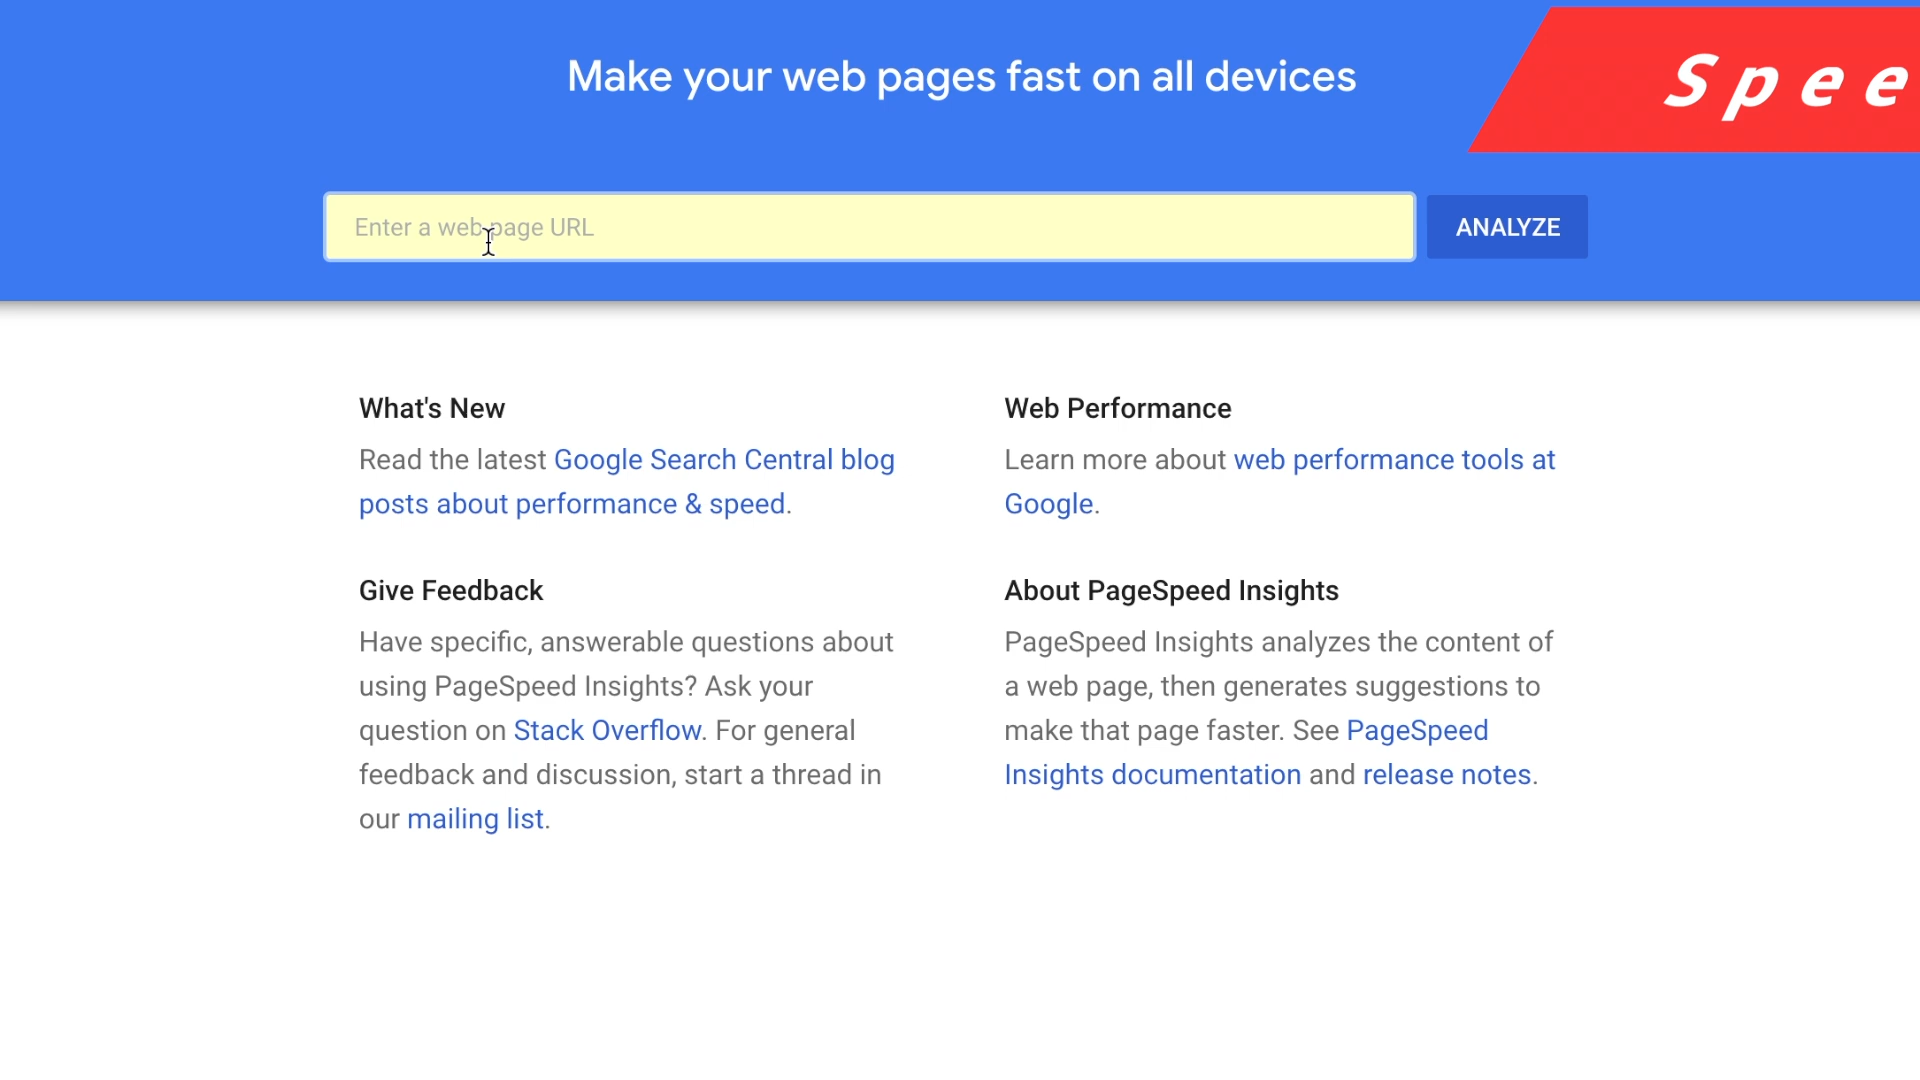 Make your web pages fast on all devices
Spee
Enter a web page URL
ANALYZE
What's New
Read the latest Google Search Central blog
posts about performance & speed.
Web Performance
Learn more about web performance tools at
Google.
Give Feedback
Have specific, answerable questions about
using PageSpeed Insights? Ask your
question on Stack Overflow. For general
feedback and discussion, start a thread in
our mailing list.
About PageSpeed Insights
PageSpeed Insights analyzes the content of
a web page, then generates suggestions to
make that page faster. See PageSpeed
Insights documentation and release notes.